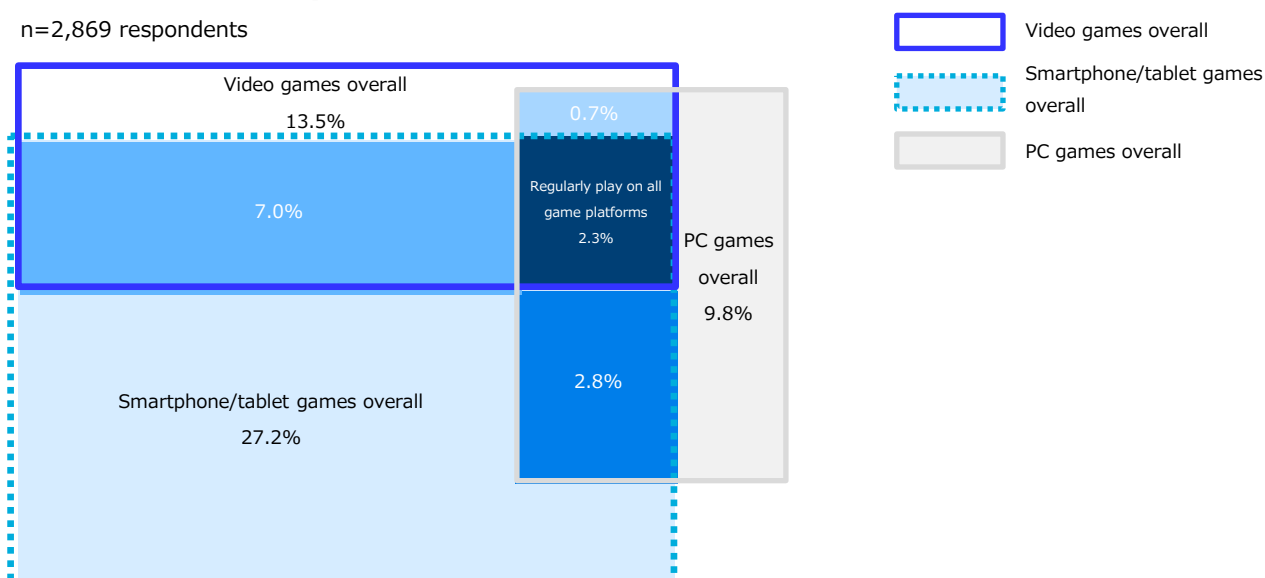 n=2,869 respondents
Video games overall
13.5%
0.7%
7.0%
Regularly play on all
game platforms
2.3%
PC games
overall
9.8%
2.8%
Smartphone/tablet games overall
27.2%
Video games overall
Smartphone/tablet games
overall
PC games overall